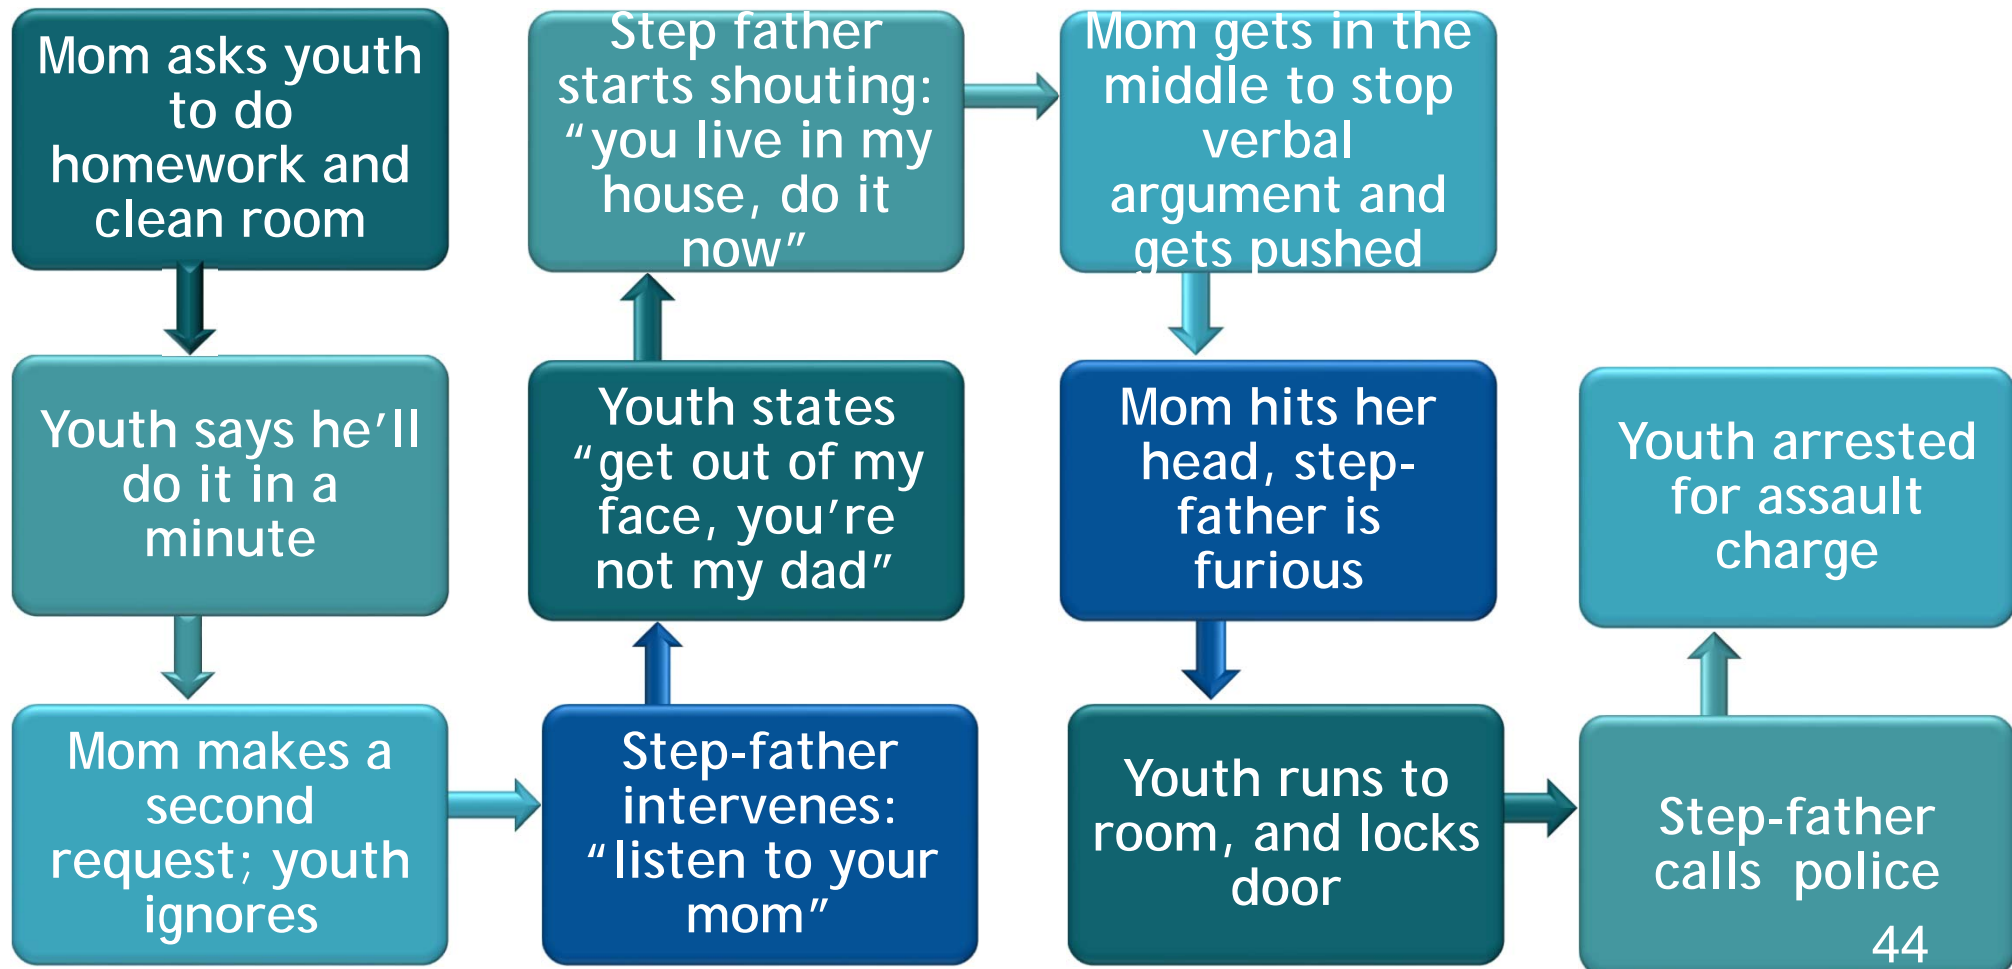 Mom asks youth
to do
homework and
clean room
Youth says he’ll
do it in a
minute
Mom makes a
second
request; youth
ignores
Step-father
intervenes:
“listen to your
mom”
Youth states
“get out of my
face, you’re
not my dad”
Step father
starts shouting:
“you live in my
house, do it
now”
Mom gets in the
middle to stop
verbal
argument and
gets pushed
Mom hits her
head, step-
father is
furious
Youth runs to
room, and locks
door
Step-father
calls police
Youth arrested
for assault
charge
44